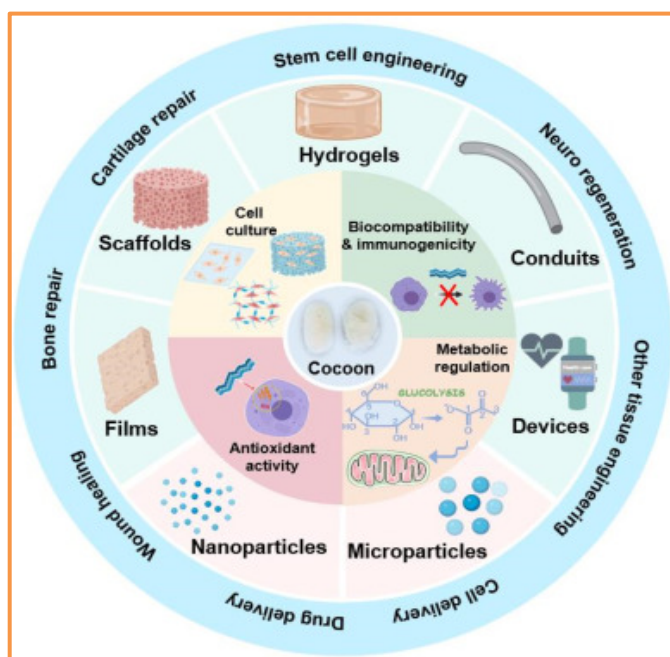 Stem cell engineering
Cartilage repair
Neuro regeneration
Hydrogels
Scaffolds
Conduits
Cell
culture
Biocompatibility
& immunogenicity
Bone repair
Cocoon
Metabolic
regulation
GLUCOLYSIS
Films
Devices
Antioxidant
activity
Other tissue engineering
Wound healing
Nanoparticles
Microparticles
Drug delivery
Cell delivery